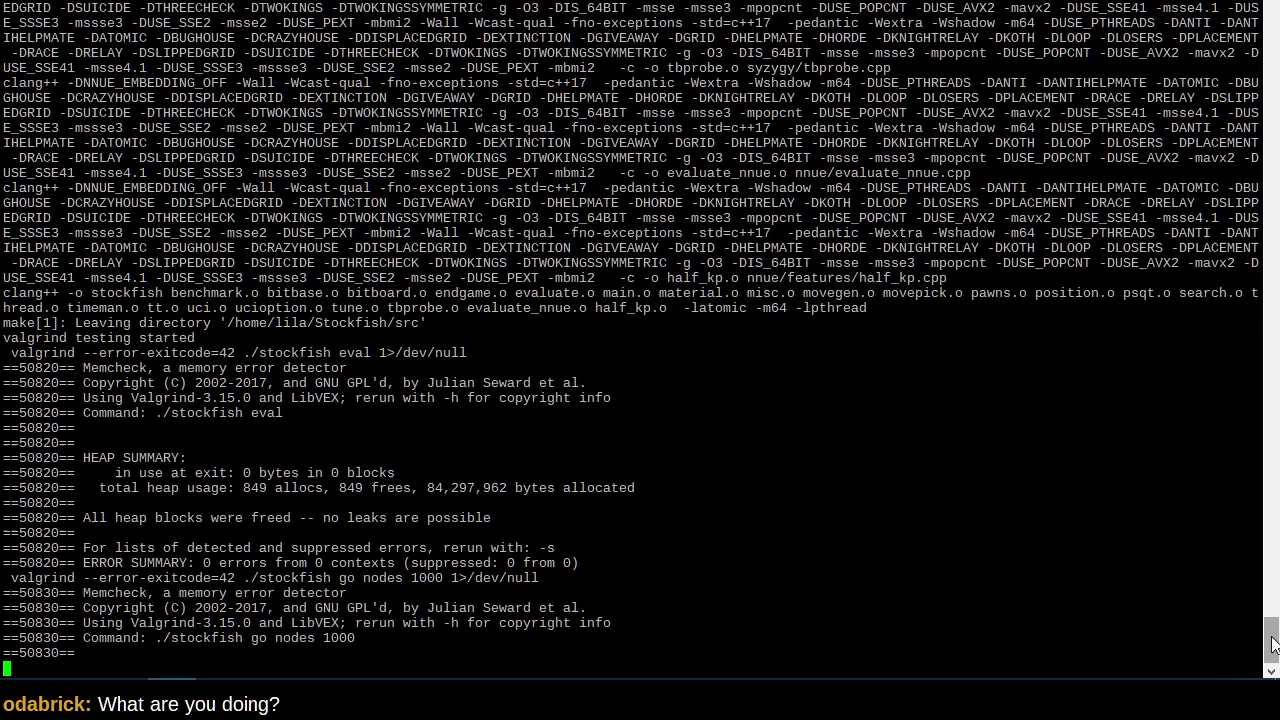 EDGRID -DSUICIDE -DTHREECHECK -DTWOKINGS -DTWOKINGSSYMMETRIC -g -O3 -DIS_64BIT -msse -msse3 -mpopcnt -DUSE_POPCNT -DUSE_AVX2 -mavx2 -DUSE_SSE41 -msse4.1 -DUS
E_SSSE3 -mssse3 -DUSE_SSE2 -msse2 -DUSE_PEXT -mbmi2 -Wall -Wcast-qual -fno-exceptions -std=c++17  -pedantic -Wextra -Wshadow -m64 -DUSE_PTHREADS -DANTI -DANT
IHELPMATE -DATOMIC -DBUGHOUSE -DCRAZYHOUSE -DDISPLACEDGRID -DEXTINCTION -DGIVEAWAY -DGRID -DHELPMATE -DHORDE -DKNIGHTRELAY -DKOTH -DLOOP -DLOSERS -DPLACEMENT
 -DRACE -DRELAY -DSLIPPEDGRID -DSUICIDE -DTHREECHECK -DTWOKINGS -DTWOKINGSSYMMETRIC -g -O3 -DIS_64BIT -msse -msse3 -mpopcnt -DUSE_POPCNT -DUSE_AVX2 -mavx2 -D
USE_SSE41 -msse4.1 -DUSE_SSSE3 -mssse3 -DUSE_SSE2 -msse2 -DUSE_PEXT -mbmi2   -c -o tbprobe.o syzygy/tbprobe.cpp
clang++ -DNNUE_EMBEDDING_OFF -Wall -Wcast-qual -fno-exceptions -std=c++17  -pedantic -Wextra -Wshadow -m64 -DUSE_PTHREADS -DANTI -DANTIHELPMATE -DATOMIC -DBU
GHOUSE -DCRAZYHOUSE -DDISPLACEDGRID -DEXTINCTION -DGIVEAWAY -DGRID -DHELPMATE -DHORDE -DKNIGHTRELAY -DKOTH -DLOOP -DLOSERS -DPLACEMENT -DRACE -DRELAY -DSLIPP
EDGRID -DSUICIDE -DTHREECHECK -DTWOKINGS -DTWOKINGSSYMMETRIC -g -O3 -DIS_64BIT -msse -msse3 -mpopcnt -DUSE_POPCNT -DUSE_AVX2 -mavx2 -DUSE_SSE41 -msse4.1 -DUS
E_SSSE3 -mssse3 -DUSE_SSE2 -msse2 -DUSE_PEXT -mbmi2 -Wall -Wcast-qual -fno-exceptions -std=c++17  -pedantic -Wextra -Wshadow -m64 -DUSE_PTHREADS -DANTI -DANT
IHELPMATE -DATOMIC -DBUGHOUSE -DCRAZYHOUSE -DDISPLACEDGRID -DEXTINCTION -DGIVEAWAY -DGRID -DHELPMATE -DHORDE -DKNIGHTRELAY -DKOTH -DLOOP -DLOSERS -DPLACEMENT
 -DRACE -DRELAY -DSLIPPEDGRID -DSUICIDE -DTHREECHECK -DTWOKINGS -DTWOKINGSSYMMETRIC -g -O3 -DIS_64BIT -msse -msse3 -mpopcnt -DUSE_POPCNT -DUSE_AVX2 -mavx2 -D
USE_SSE41 -msse4.1 -DUSE_SSSE3 -mssse3 -DUSE_SSE2 -msse2 -DUSE_PEXT -mbmi2   -c -o evaluate_nnue.o nnue/evaluate_nnue.cpp
clang++ -DNNUE_EMBEDDING_OFF -Wall -Wcast-qual -fno-exceptions -std=c++17  -pedantic -Wextra -Wshadow -m64 -DUSE_PTHREADS -DANTI -DANTIHELPMATE -DATOMIC -DBU
GHOUSE -DCRAZYHOUSE -DDISPLACEDGRID -DEXTINCTION -DGIVEAWAY -DGRID -DHELPMATE -DHORDE -DKNIGHTRELAY -DKOTH -DLOOP -DLOSERS -DPLACEMENT -DRACE -DRELAY -DSLIPP
EDGRID -DSUICIDE -DTHREECHECK -DTWOKINGS -DTWOKINGSSYMMETRIC -g -O3 -DIS_64BIT -msse -msse3 -mpopcnt -DUSE_POPCNT -DUSE_AVX2 -mavx2 -DUSE_SSE41 -msse4.1 -DUS
E_SSSE3 -mssse3 -DUSE_SSE2 -msse2 -DUSE_PEXT -mbmi2 -Wall -Wcast-qual -fno-exceptions -std=c++17  -pedantic -Wextra -Wshadow -m64 -DUSE_PTHREADS -DANTI -DANT
IHELPMATE -DATOMIC -DBUGHOUSE -DCRAZYHOUSE -DDISPLACEDGRID -DEXTINCTION -DGIVEAWAY -DGRID -DHELPMATE -DHORDE -DKNIGHTRELAY -DKOTH -DLOOP -DLOSERS -DPLACEMENT
 -DRACE -DRELAY -DSLIPPEDGRID -DSUICIDE -DTHREECHECK -DTWOKINGS -DTWOKINGSSYMMETRIC -g -O3 -DIS_64BIT -msse -msse3 -mpopcnt -DUSE_POPCNT -DUSE_AVX2 -mavx2 -D
USE_SSE41 -msse4.1 -DUSE_SSSE3 -mssse3 -DUSE_SSE2 -msse2 -DUSE_PEXT -mbmi2   -c -o half_kp.o nnue/features/half_kp.cpp
clang++ -o stockfish benchmark.o bitbase.o bitboard.o endgame.o evaluate.o main.o material.o misc.o movegen.o movepick.o pawns.o position.o psqt.o search.o t
hread.o timeman.o tt.o uci.o ucioption.o tune.o tbprobe.o evaluate_nnue.o half_kp.o  -latomic -m64 -lpthread
make[1]: Leaving directory '/home/lila/Stockfish/src'
valgrind testing started
 valgrind --error-exitcode=42 ./stockfish eval 1>/dev/null
==50820== Memcheck, a memory error detector
==50820== Copyright (C) 2002-2017, and GNU GPL'd, by Julian Seward et al.
==50820== Using Valgrind-3.15.0 and LibVEX; rerun with -h for copyright info
==50820== Command: ./stockfish eval
==50820==
==50820==
==50820== HEAP SUMMARY:
==50820==     in use at exit: 0 bytes in 0 blocks
==50820==   total heap usage: 849 allocs, 849 frees, 84,297,962 bytes allocated
==50820==
==50820== All heap blocks were freed -- no leaks are possible
==50820==
==50820== For lists of detected and suppressed errors, rerun with: -s
==50820== ERROR SUMMARY: 0 errors from 0 contexts (suppressed: 0 from 0)
 valgrind --error-exitcode=42 ./stockfish go nodes 1000 1>/dev/null
==50830== Memcheck, a memory error detector
==50830== Copyright (C) 2002-2017, and GNU GPL'd, by Julian Seward et al.
==50830== Using Valgrind-3.15.0 and LibVEX; rerun with -h for copyright info
==50830== Command: ./stockfish go nodes 1000
==50830==
odabrick: What are you doing?